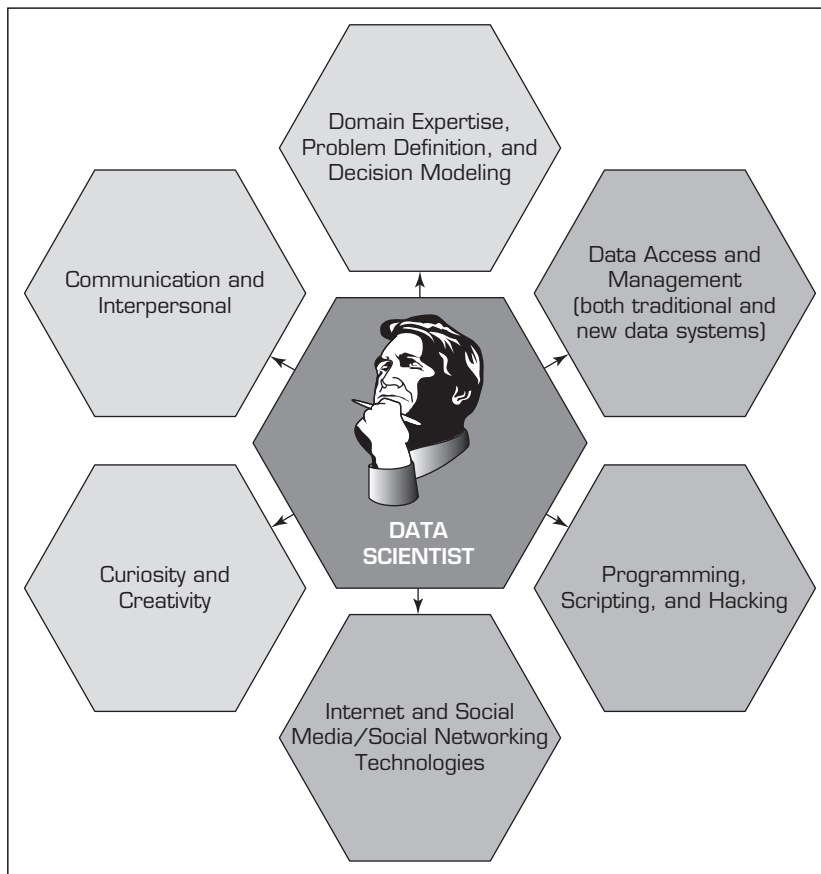 Domain Expertise,
Problem Definition, and
Decision Modeling
Communication and
Interpersonal
Data Access and
Management
(both traditional and
new data systems)
DATA
SCIENTIST
Curiosity and
Creativity
Programming,
Scripting, and Hacking
Internet and Social
Media/Social Networking
Technologies